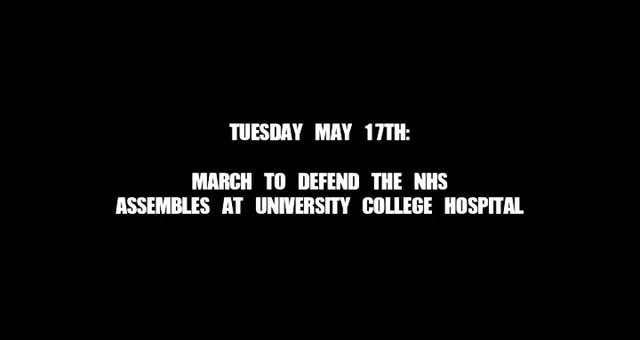 TUESDAY MAY 17TH:
MARCH TO DEFEND THE NHS
ASSEMBLES AT UNIVERSITY COLLEGE HOSPITAL